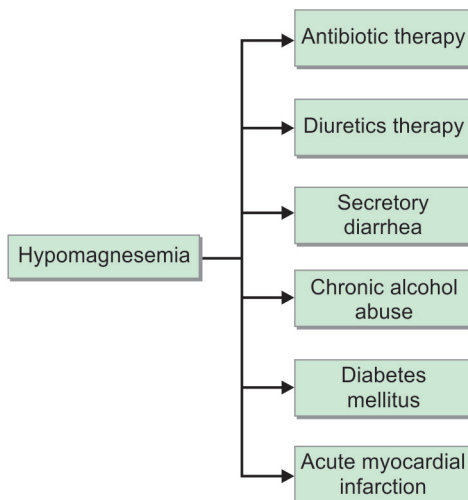 Hypomagnesemia
Antibiotic therapy
Diuretics therapy
Secretory
diarrhea
Chronic alcohol
abuse
Diabetes
mellitus
Acute myocardial
infarction